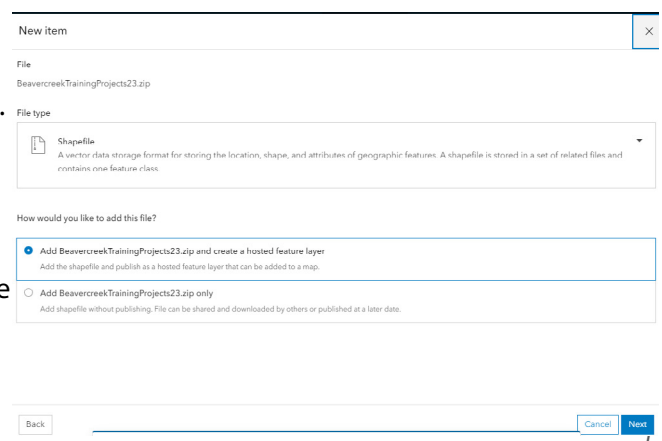 New item
File
BeavercreekTrainingProjects23.zip
• File type
Shapefile
A vector data storage format for storing the location, shape, and attributes of geographic features. A shapefile is stored in a set of related files and
contains one feature class.
How would you like to add this file?
Add BeavercreekTrainingProjects23.zip and create a hosted feature layer
Add the shapefile and publish as a hosted feature layer that can be added to a map.
e
Add BeavercreekTrainingProjects23.zip only
Add shapefile without publishing. File can be shared and downloaded by others or published at a later date.
Back
Cancel
Next